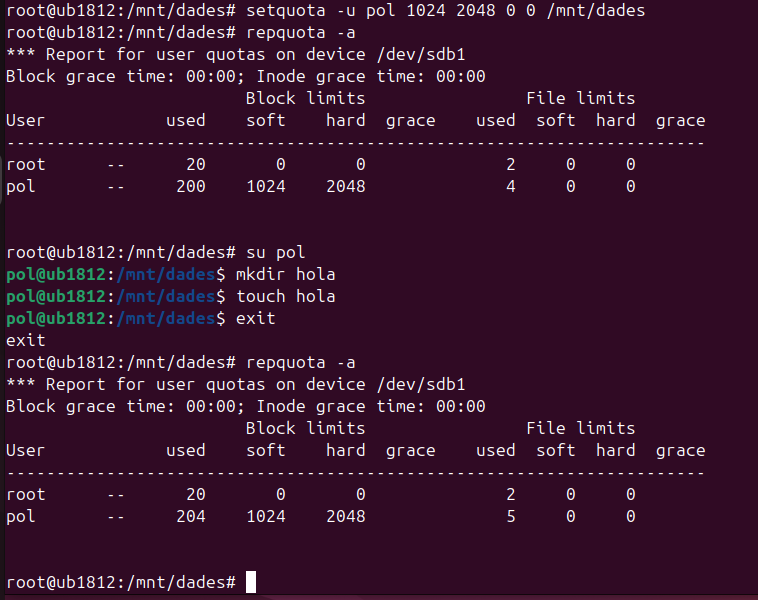 root@ub1812:/mnt/dades# setquota -u pol 1024 2048 0 0 /mnt/dades
root@ub1812:/mnt/dades# repquota -a
*** Report for user quotas on device /dev/sdb1
Block grace time: 00:00; Inode grace time: 00:00
                        Block limits                File limits
User            used    soft    hard  grace    used  soft  hard  grace
----------------------------------------------------------------------
root      --      20       0       0              2     0     0
pol       --     200    1024    2048              4     0     0
root@ub1812:/mnt/dades# su pol
pol@ub1812:/mnt/dades$ mkdir hola
pol@ub1812:/mnt/dades$ touch hola
pol@ub1812:/mnt/dades$ exit
exit
root@ub1812:/mnt/dades# repquota -a
*** Report for user quotas on device /dev/sdb1
Block grace time: 00:00; Inode grace time: 00:00
                        Block limits                File limits
User            used    soft    hard  grace    used  soft  hard  grace
----------------------------------------------------------------------
root      --      20       0       0              2     0     0
pol       --     204    1024    2048              5     0     0
root@ub1812:/mnt/dades#